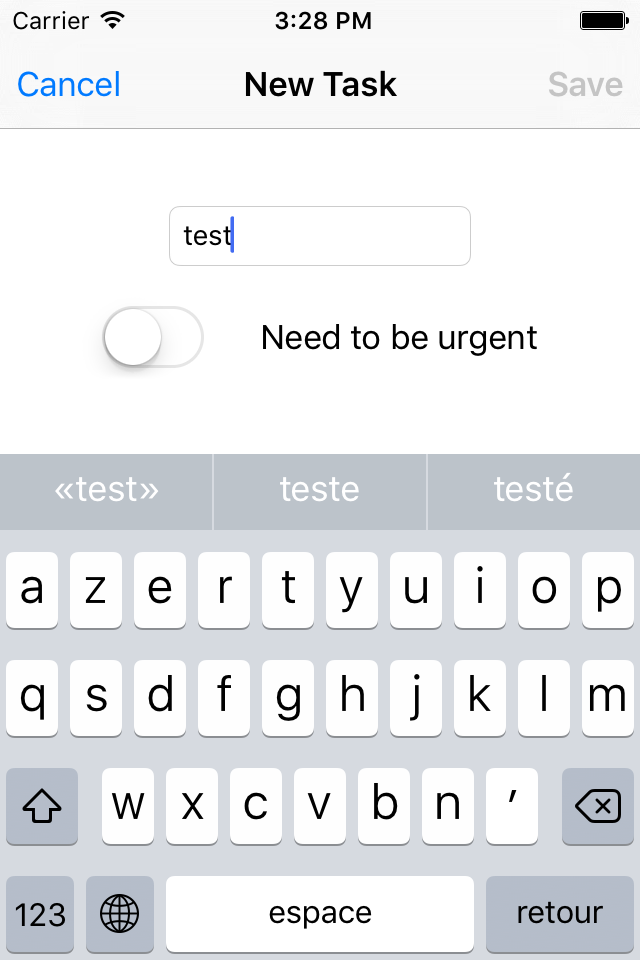 Carrier 3:28 PM
Cancel New Task Save
test
Need to be urgent
«test» teste testé
a z e r t y u i o p
q s d f g h j k l m
w x c v b n ’
123 espace retour